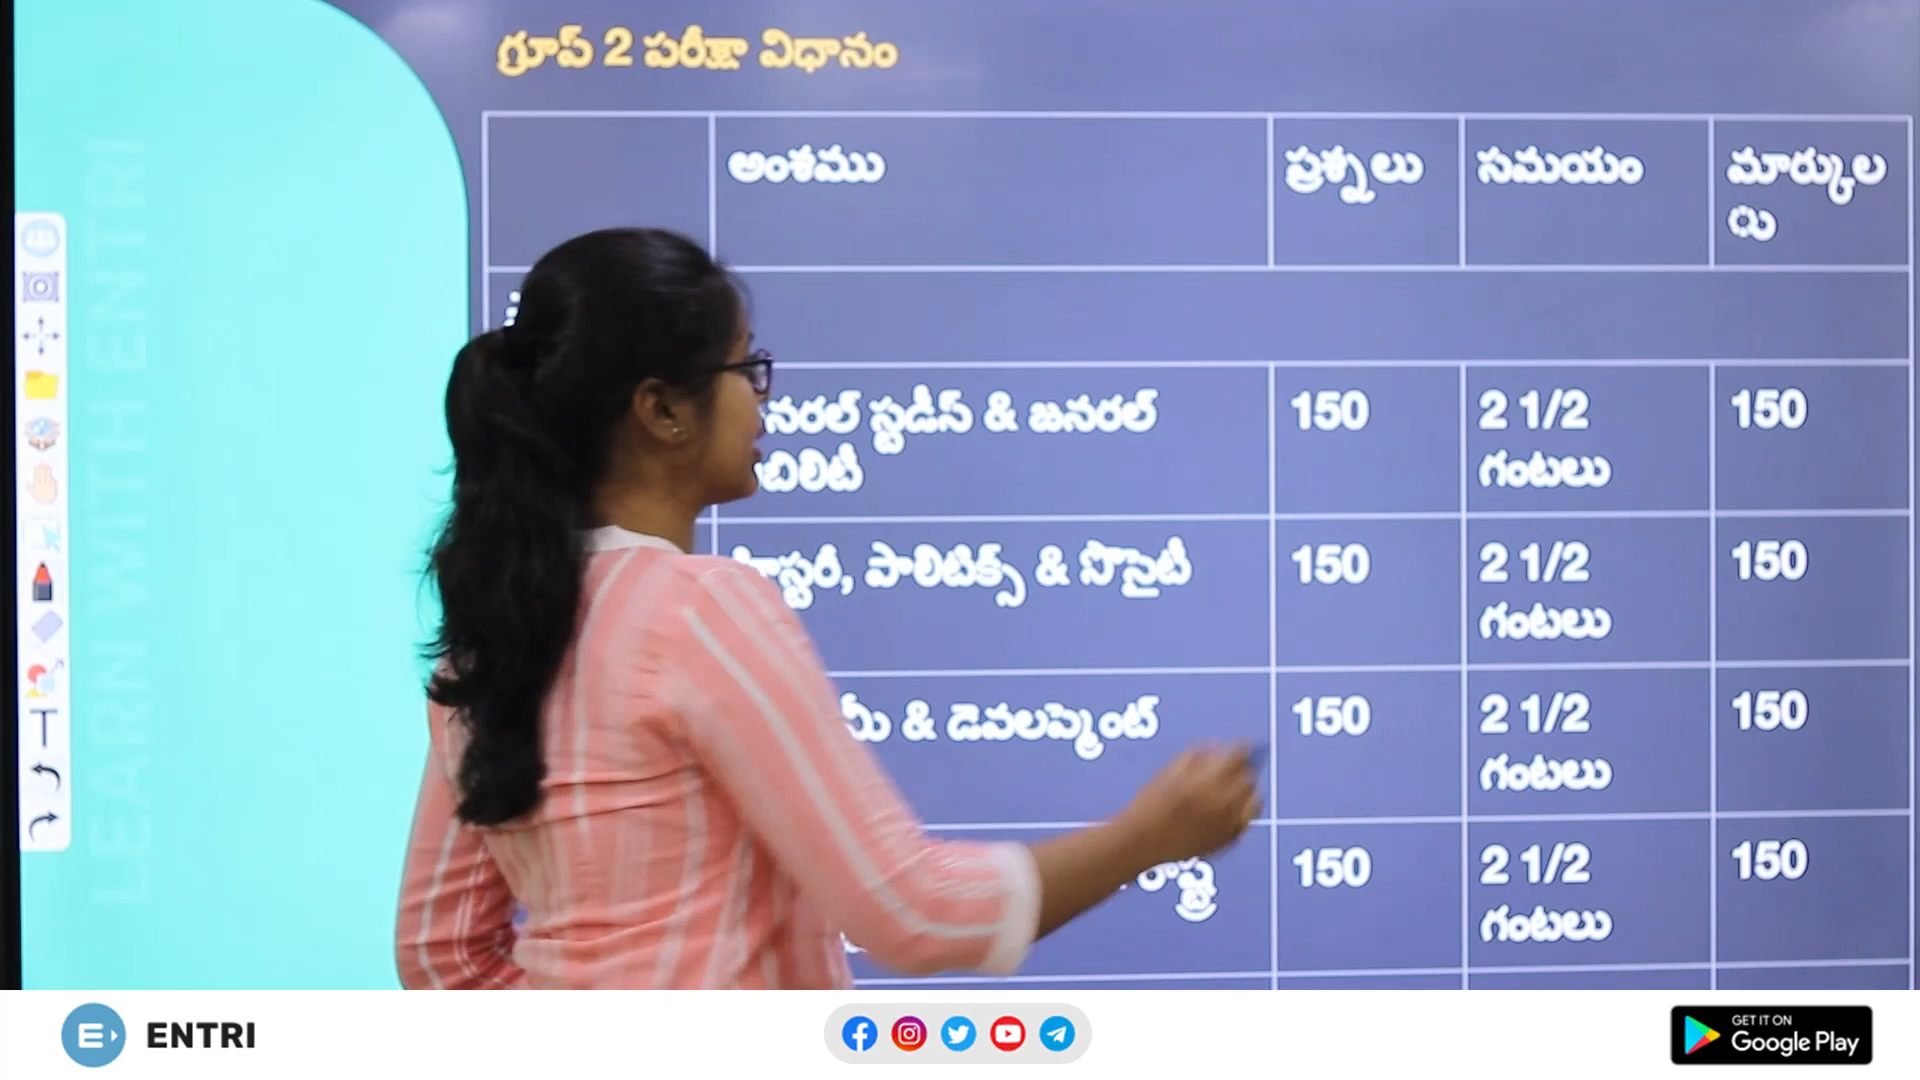 గ్రూప్ 2 పరీక్షా విధానం
అంశము
ప్రశ్నలు
సమయం
మార్కుల
రు
స్టడీస్ & జనరల్
150
2 1/2
గంటలు
150
పాలిటిక్స్ & సొసైటీ
150
2 1/2
గంటలు
150
& డెవలప్మెంట్
150
2 1/2
గంటలు
150
రాష్ట్ర
150
2 1/2
గంటలు
150
LEARN WITH ENTRI
ENTRI
GET IT ON
Google Play